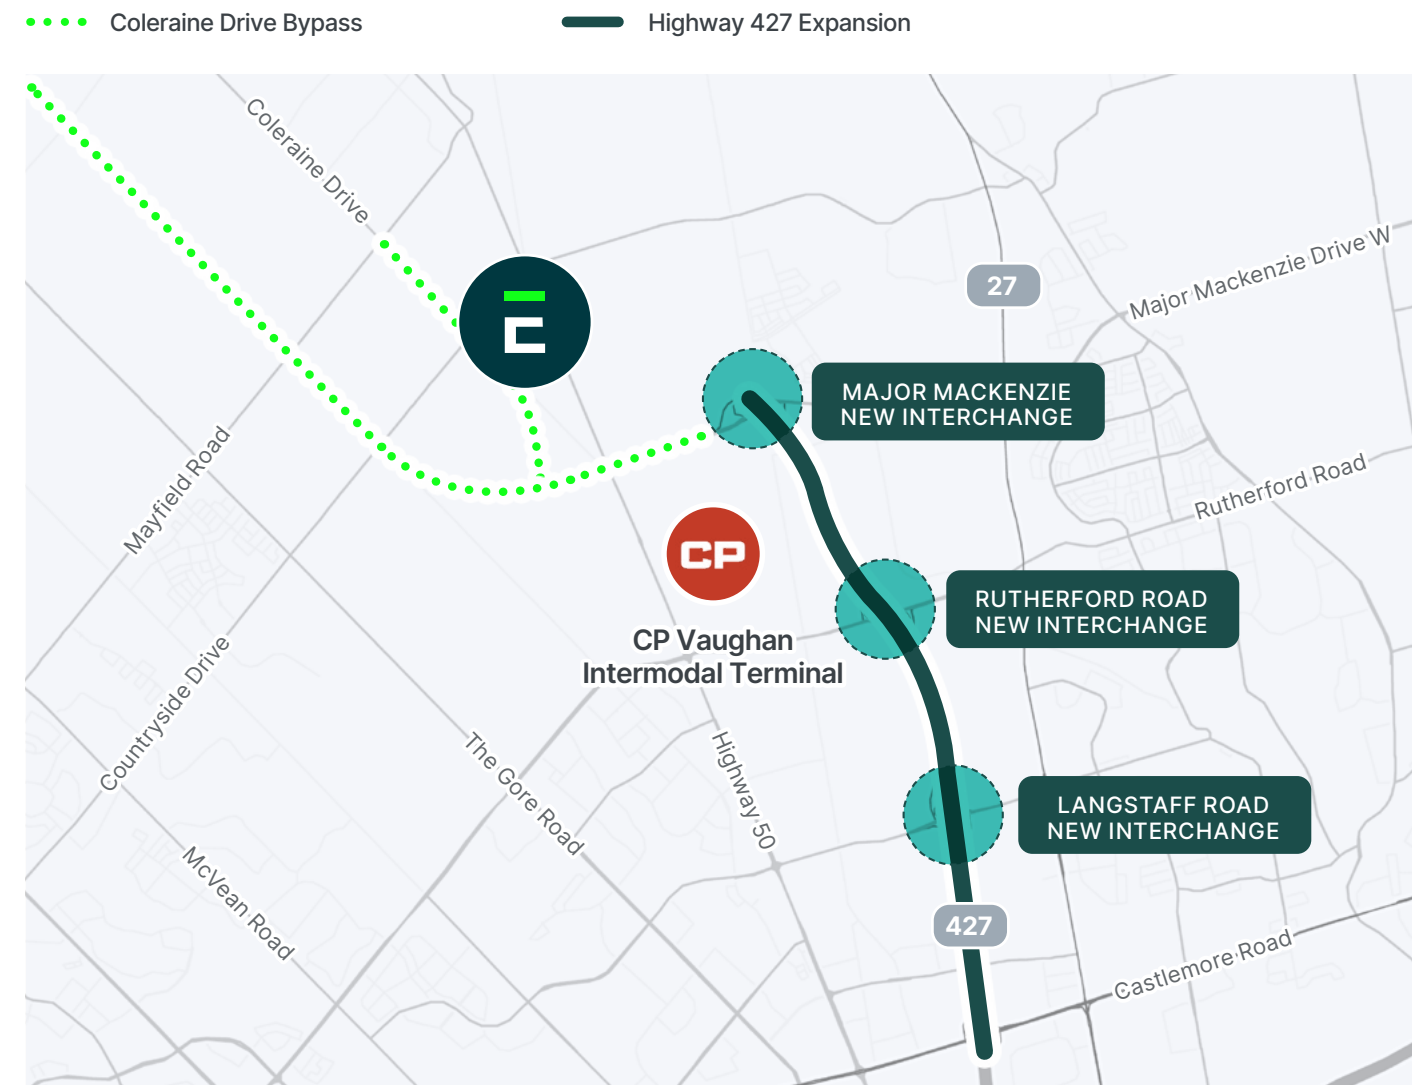 Coleraine Drive Bypass
Highway 427 Expansion
Coleraine Drive
Major Mackenzie Drive W
27
MAJOR MACKENZIE
NEW INTERCHANGE
Mayfield Road
Rutherford Road
CP
RUTHERFORD ROAD
NEW INTERCHANGE
CP Vaughan
Intermodal Terminal
Countryside Drive
The Gore Road
Highway 50
LANGSTAFF ROAD
NEW INTERCHANGE
McVean Road
427
Castlemore Road